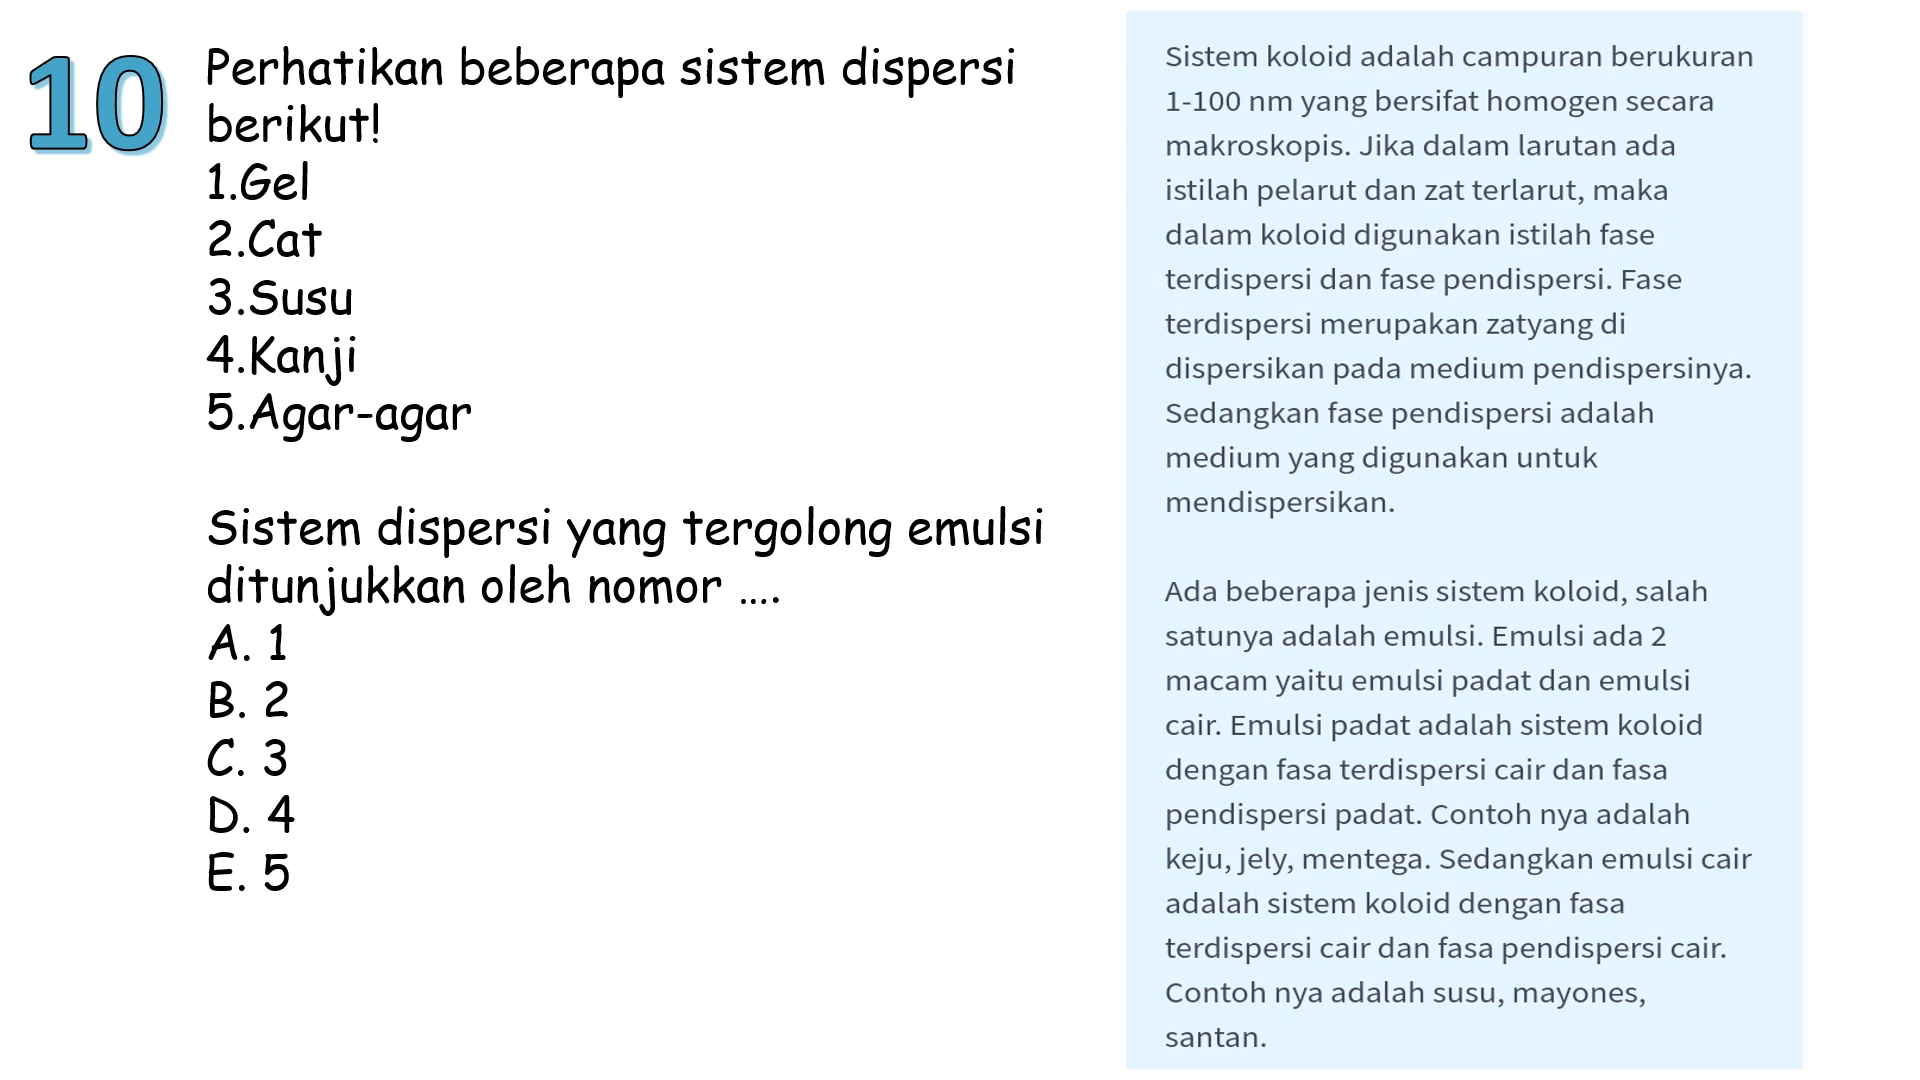 10
Perhatikan beberapa sistem dispersi
berikut!
1.Gel
2.Cat
3.Susu
4.Kanji
5.Agar-agar
Sistem dispersi yang tergolong emulsi
ditunjukkan oleh nomor ....
A. 1
B. 2
C. 3
D. 4
E. 5
Sistem koloid adalah campuran berukuran
1-100 nm yang bersifat homogen secara
makroskopis. Jika dalam larutan ada
istilah pelarut dan zat terlarut, maka
dalam koloid digunakan istilah fase
terdispersi dan fase pendispersi. Fase
terdispersi merupakan zatyang di
dispersikan pada medium pendispersinya.
Sedangkan fase pendispersi adalah
medium yang digunakan untuk
mendispersikan.
Ada beberapa jenis sistem koloid, salah
satunya adalah emulsi. Emulsi ada 2
macam yaitu emulsi padat dan emulsi
cair. Emulsi padat adalah sistem koloid
dengan fasa terdispersi cair dan fasa
pendispersi padat. Contoh nya adalah
keju, jely, mentega. Sedangkan emulsi cair
adalah sistem koloid dengan fasa
terdispersi cair dan fasa pendispersi cair.
Contoh nya adalah susu, mayones,
santan.